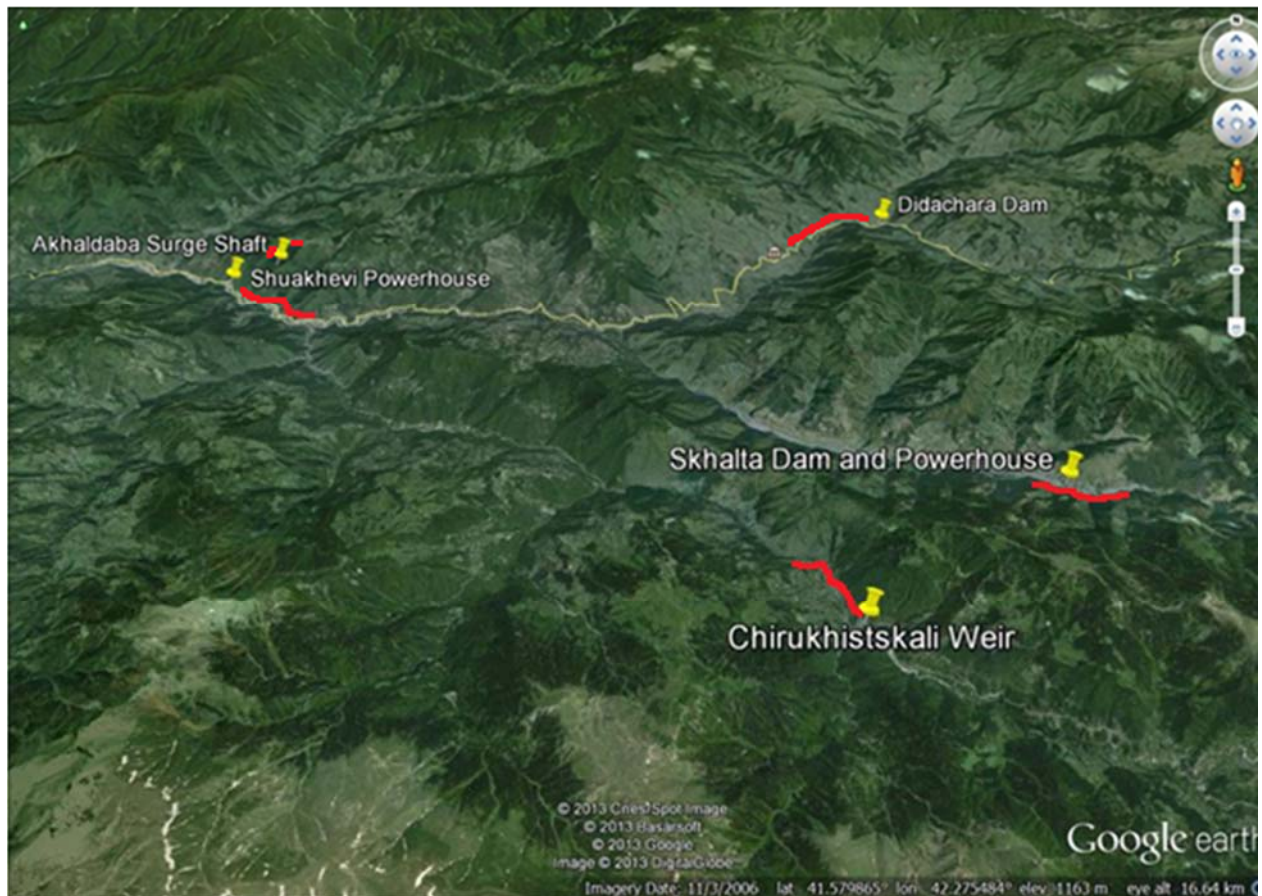 Didachara Dam
Akhaldaba Surge Shaft
Shuakhevi Powerhouse
Skhalta Dam and Powerhouse
Chirukhistskali Weir
© 2013 Cnes/Spot Image
© 2013 Basarsoft
© 2013 Google
Image © 2013 DigitalGlobe
Google earth
Imagery Date: 11/3/2006 lat 41.579865° lon 42.275484° elev 1163 m eye alt 16.64 km